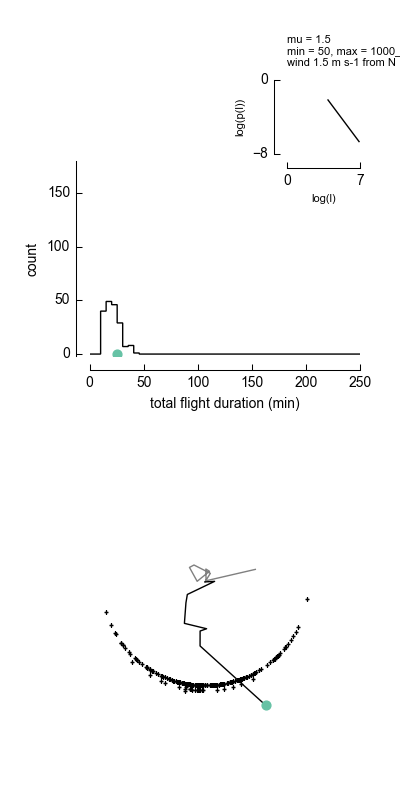 mu = 1.5
min = 50, max = 1000_
wind 1.5 m s-1 from N
0
log(p(l))
−8
0
7
log(l)
150
100
count
50
0
0
50
100
150
200
250
total flight duration (min)